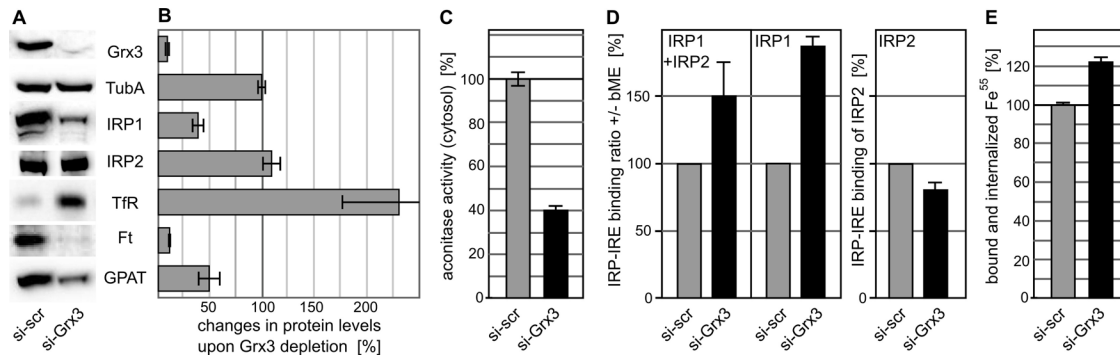 A
B
C
D
E
Grx3
TubA
IRP1
IRP2
TfR
Ft
GPAT
si-scr
si-Grx3
50
100
150
200
changes in protein levels
upon Grx3 depletion [%]
aconitase activity (cytosol) [%]
100
80
60
40
20
0
si-scr
si-Grx3
IRP-IRE binding ratio +/- bME [%]
150
100
50
0
IRP1
+IRP2
IRP1
si-scr
si-Grx3
si-scr
si-Grx3
IRP-IRE binding of IRP2 [%]
IRP2
150
100
50
0
si-scr
si-Grx3
bound and internalized Fe⁵⁵ [%]
120
100
80
60
40
20
0
si-scr
si-Grx3